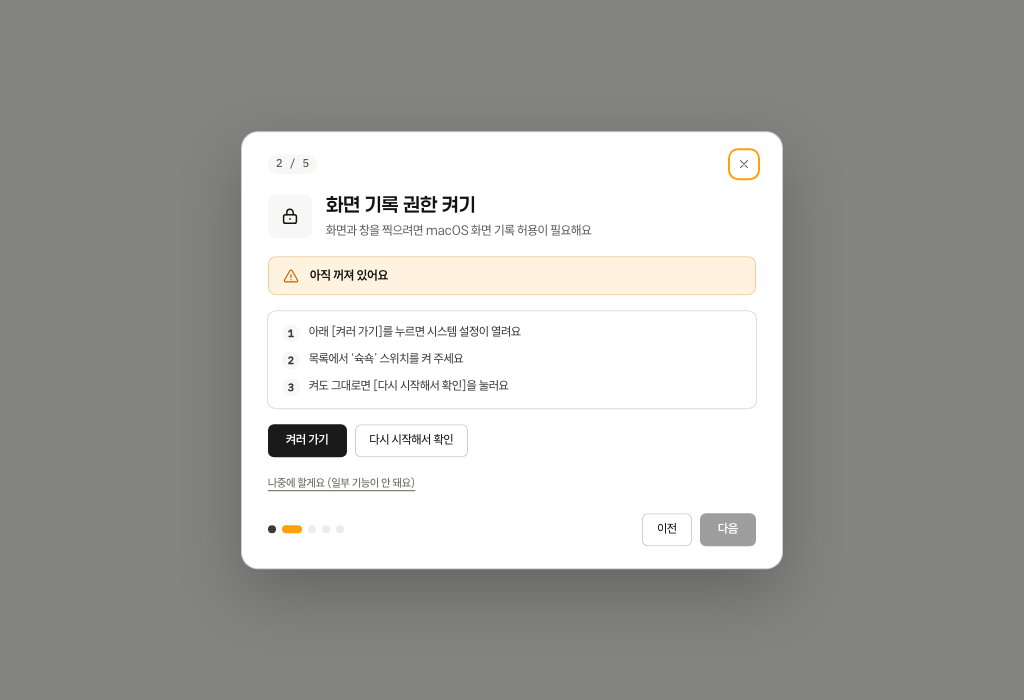 2 / 5
화면 기록 권한 켜기
화면과 창을 찍으려면 macOS 화면 기록 허용이 필요해요
아직 꺼져 있어요
1 아래 [켜러 가기]를 누르면 시스템 설정이 열려요
2 목록에서 '슉슉' 스위치를 켜 주세요
3 켜도 그대로면 [다시 시작해서 확인]을 눌러요
켜러 가기
다시 시작해서 확인
나중에 할게요 (일부 기능이 안 돼요)
이전
다음